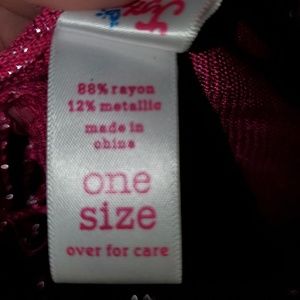 88% rayon
12% metallic
made in
china
one
size
over for care